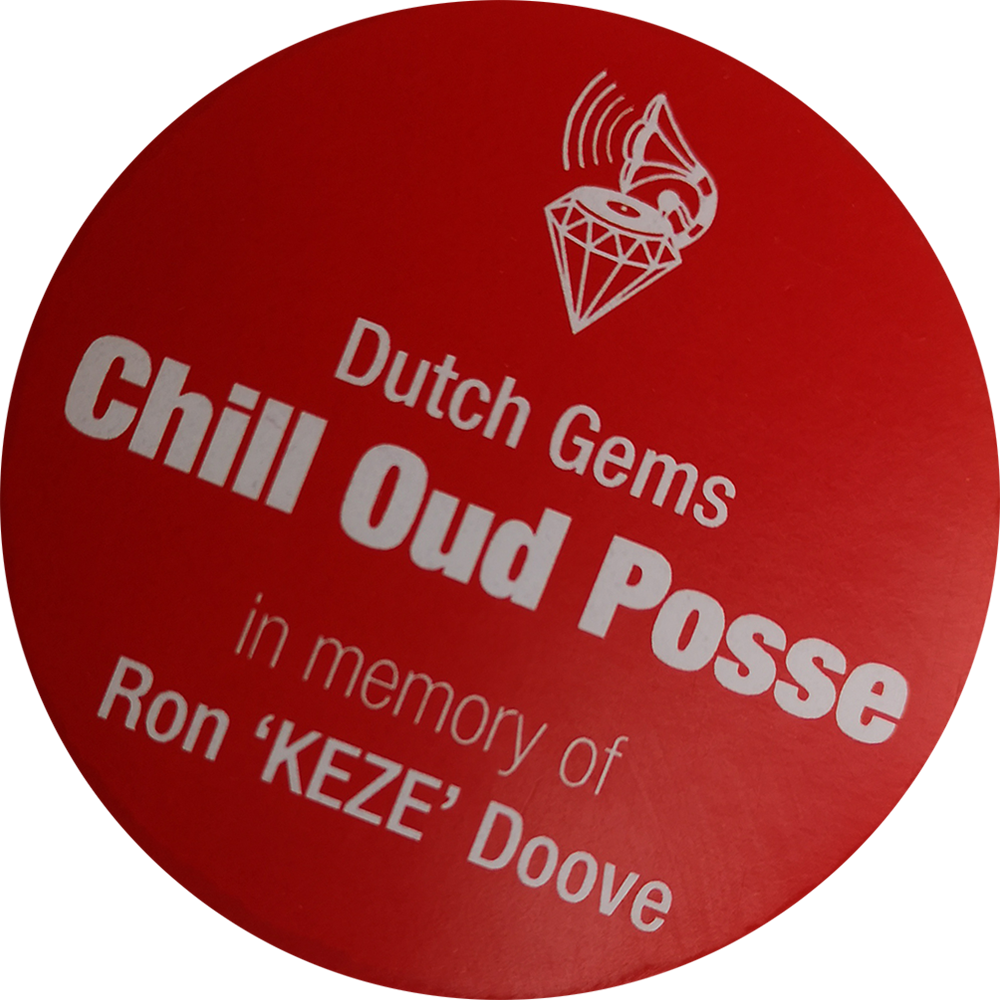 Dutch Gems
Chill Oud Posse
in memory of
Ron ‘KEZE’ Doove